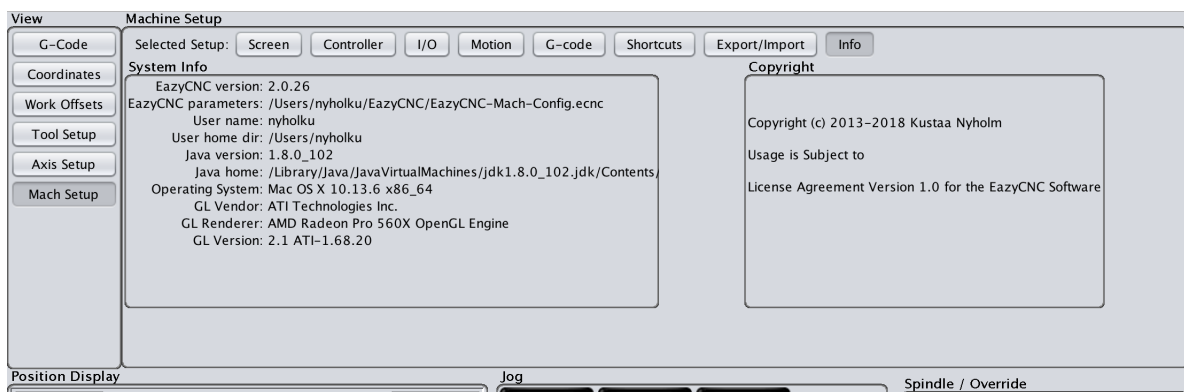 View
Machine Setup
G-Code
Coordinates
Work Offsets
Tool Setup
Axis Setup
Mach Setup
Selected Setup: Screen Controller I/O Motion G-code Shortcuts Export/Import Info
System Info
EazyCNC version: 2.0.26
EazyCNC parameters: /Users/nyholku/EazyCNC/EazyCNC-Mach-Config.ecnc
User name: nyholku
User home dir: /Users/nyholku
Java version: 1.8.0_102
Java home: /Library/Java/JavaVirtualMachines/jdk1.8.0_102.jdk/Contents/
Operating System: Mac OS X 10.13.6 x86_64
GL Vendor: ATI Technologies Inc.
GL Renderer: AMD Radeon Pro 560X OpenGL Engine
GL Version: 2.1 ATI-1.68.20
Copyright
Copyright (c) 2013-2018 Kustaa Nyholm
Usage is Subject to
License Agreement Version 1.0 for the EazyCNC Software
Position Display
Jog
Spindle / Override